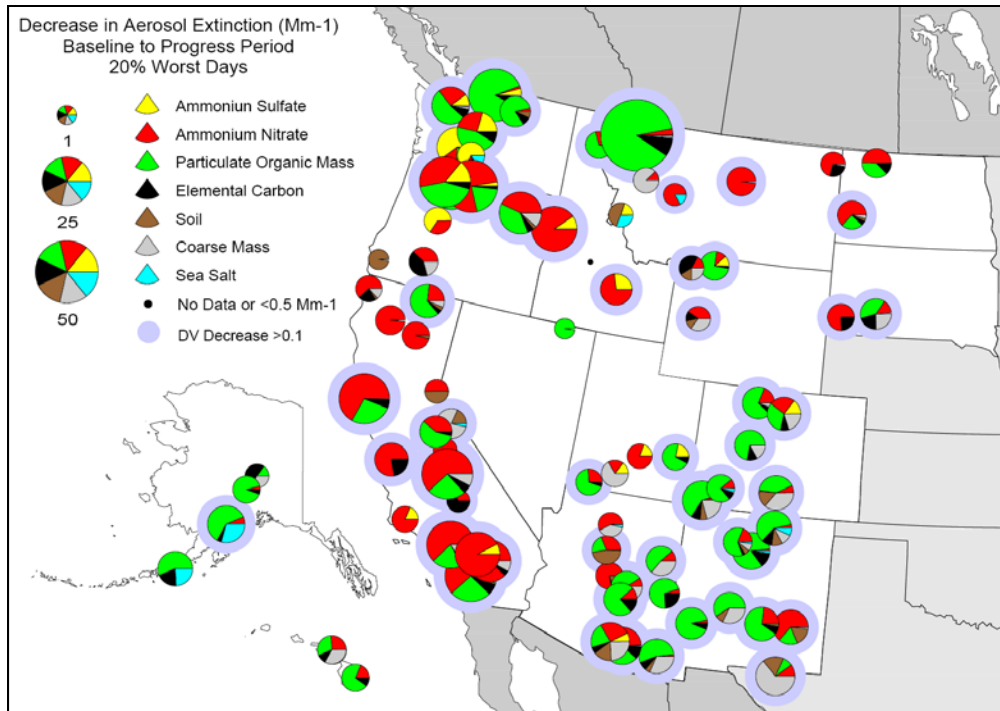 Decrease in Aerosol Extinction (Mm-1)
Baseline to Progress Period
20% Worst Days
1
25
50
Ammoniun Sulfate
Ammonium Nitrate
Particulate Organic Mass
Elemental Carbon
Soil
Coarse Mass
Sea Salt
No Data or <0.5 Mm-1
DV Decrease >0.1